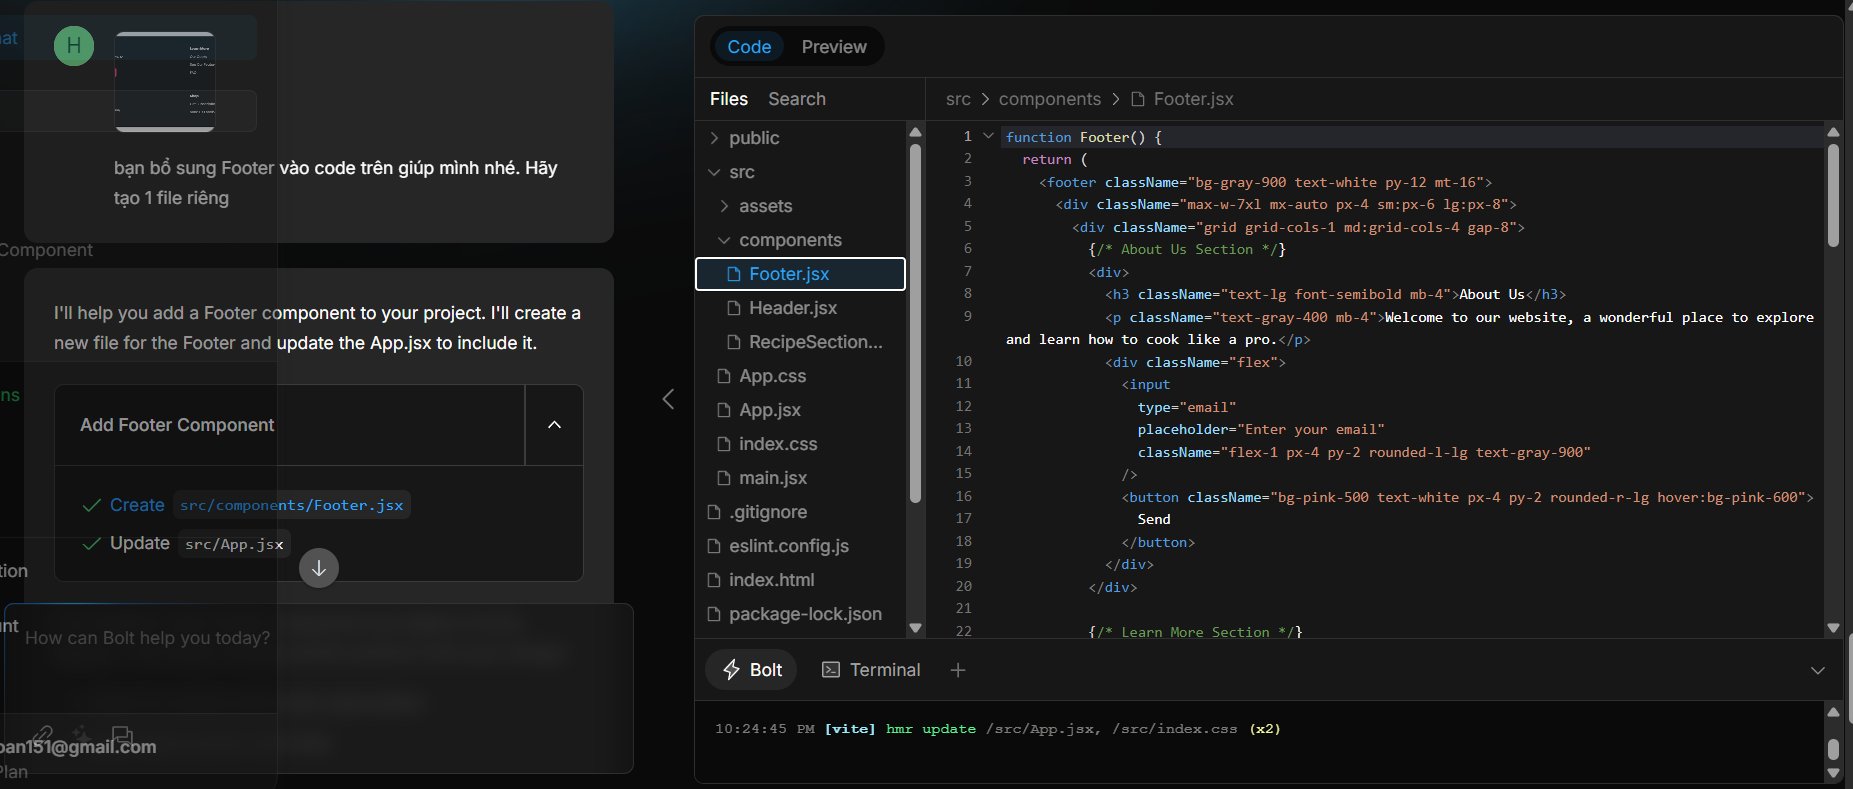 at
H
bạn bổ sung Footer vào code trên giúp mình nhé. Hãy
tạo 1 file riêng
Component
I'll help you add a Footer component to your project. I'll create a
new file for the Footer and update the App.jsx to include it.
ns
Add Footer Component
Create src/components/Footer.jsx
Update src/App.jsx
tion
unt
How can Bolt help you today?
oan151@gmail.com
Plan
Code Preview
Files Search
public
src
assets
components
Footer.jsx
Header.jsx
RecipeSection...
App.css
App.jsx
index.css
main.jsx
.gitignore
eslint.config.js
index.html
package-lock.json
src > components > Footer.jsx
1 function Footer() {
2 return (
3 <footer className="bg-gray-900 text-white py-12 mt-16">
4 <div className="max-w-7xl mx-auto px-4 sm:px-6 lg:px-8">
5 <div className="grid grid-cols-1 md:grid-cols-4 gap-8">
6 {/* About Us Section */}
7 <div>
8 <h3 className="text-lg font-semibold mb-4">About Us</h3>
9 <p className="text-gray-400 mb-4">Welcome to our website, a wonderful place to explore
and learn how to cook like a pro.</p>
10 <div className="flex">
11 <input
12 type="email"
13 placeholder="Enter your email"
14 className="flex-1 px-4 py-2 rounded-l-lg text-gray-900"
15 />
16 <button className="bg-pink-500 text-white px-4 py-2 rounded-r-lg hover:bg-pink-600">
17 Send
18 </button>
19 </div>
20 </div>
21
22 {/* Learn More Section */}
Bolt Terminal
10:24:45 PM [vite] hmr update /src/App.jsx, /src/index.css (x2)